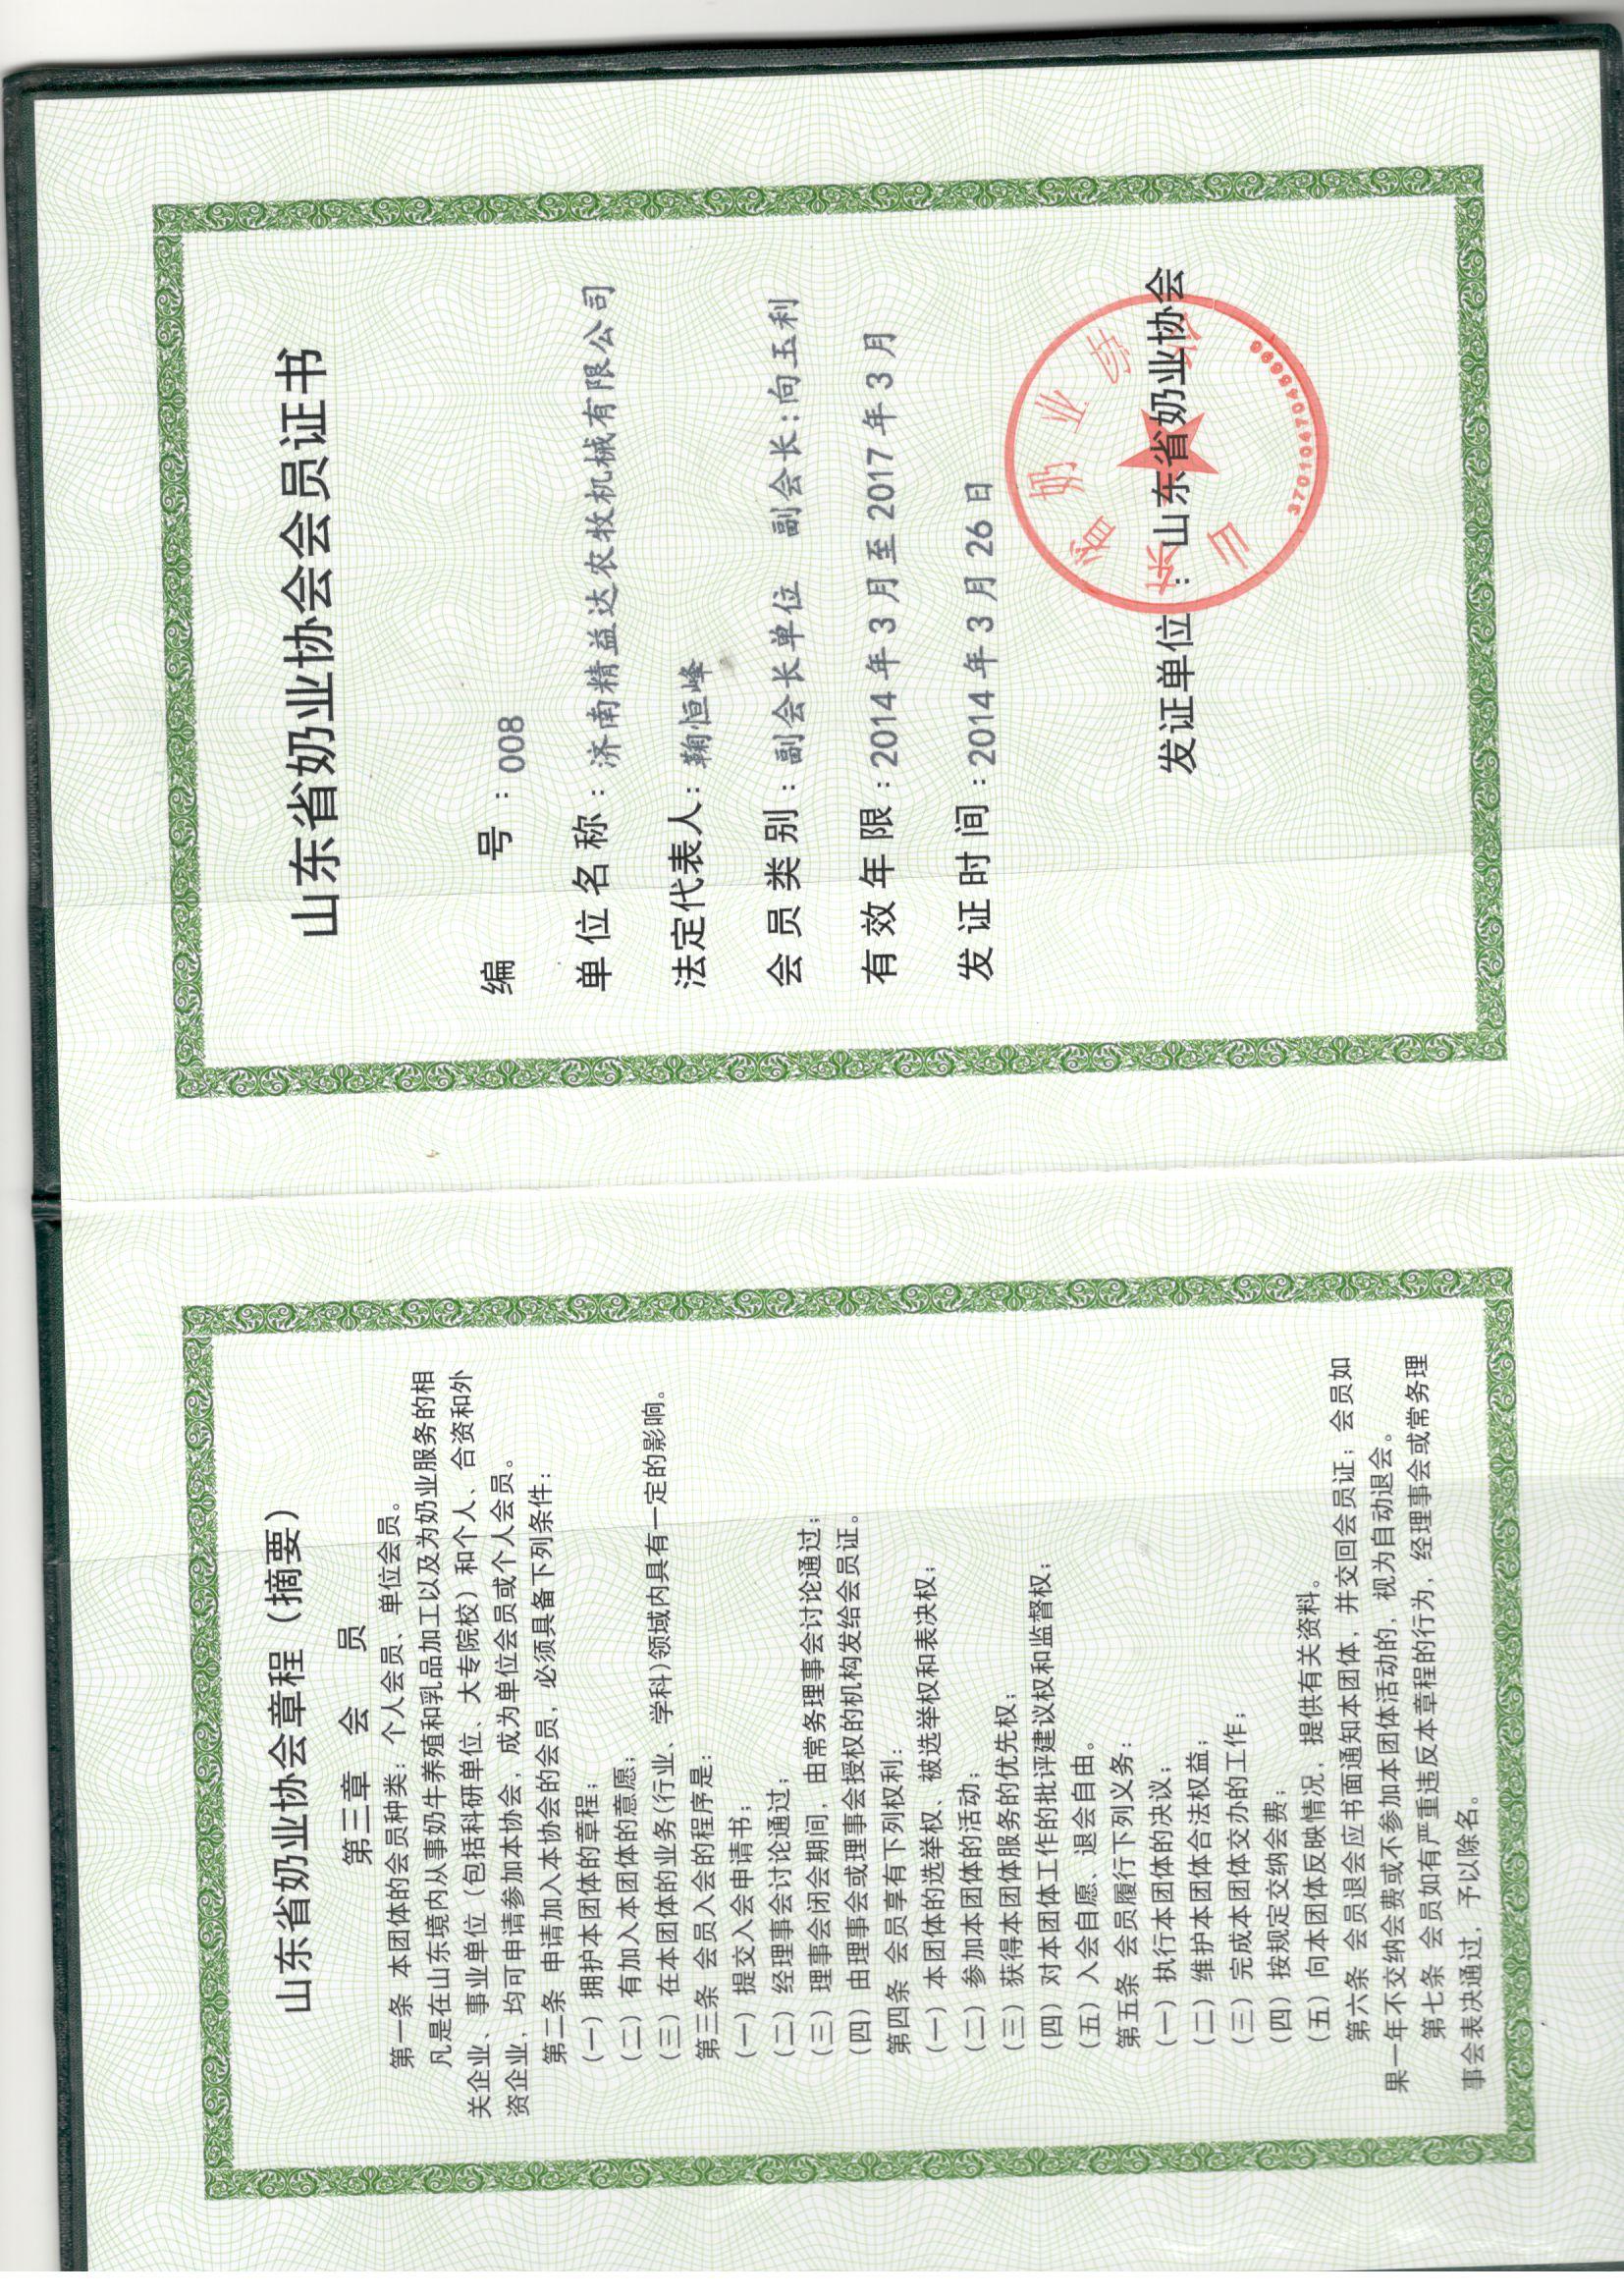 山东省奶业协会章程（摘要）
第三章 会 员
第一条 本团体的会员种类：个人会员、单位会员。
凡是在山东境内从事奶牛养殖和乳品加工以及为奶业服务的相
关企业、事业单位（包括科研单位、大专院校）和个人、合资和外
资企业，均可申请参加本协会，成为单位会员或个人会员。
第二条 申请加入本协会的会员，必须具备下列条件：
（一）拥护本团体的章程；
（二）有加入本团体的意愿；
（三）在本团体的业务（行业、学科）领域内具有一定的影响。
第三条 会员入会的程序是：
（一）提交入会申请书；
（二）经理事会讨论通过；
（三）理事会闭会期间，由常务理事会讨论通过；
（四）由理事会或理事会授权的机构发给会员证。
第四条 会员享有下列权利：
（一）本团体的选举权、被选举权和表决权；
（二）参加本团体的活动；
（三）获得本团体服务的优先权；
（四）对本团体工作的批评建议权和监督权；
（五）入会自愿、退会自由。
第五条 会员履行下列义务：
（一）执行本团体的决议；
（二）维护本团体合法权益；
（三）完成本团体交办的工作；
（四）按规定交纳会费；
（五）向本团体反映情况，提供有关资料。
第六条 会员退会应书面通知本团体，并交回会员证；会员如
果一年不交纳会费或不参加本团体活动的，视为自动退会。
第七条 会员如有严重违反本章程的行为，经理事会或常务理
事会表决通过，予以除名。
山东省奶业协会会员证书
编 号：008
单位名称：济南精益达农牧机械有限公司
法定代表人：鞠恒峰
会员类别：副会长单位 副会长：向玉利
有效年限：2014年3月至2017年3月
发证时间：2014年3月26日
发证单位：山东省奶业协会
山东省奶业协会